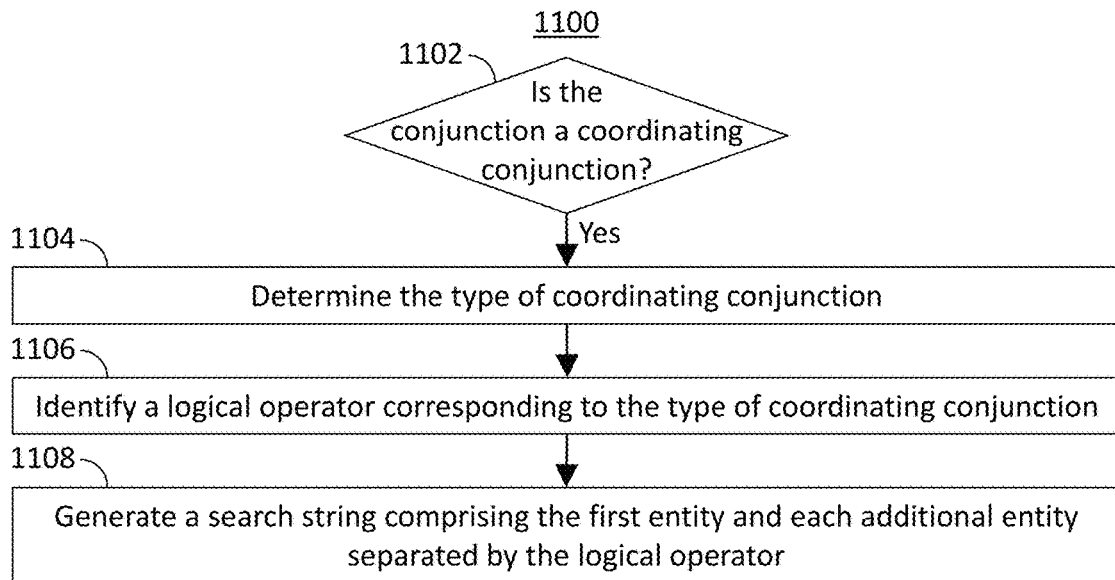 1100
1102
Is the
conjunction a coordinating
conjunction?
Yes
1104
Determine the type of coordinating conjunction
1106
Identify a logical operator corresponding to the type of coordinating conjunction
1108
Generate a search string comprising the first entity and each additional entity
separated by the logical operator